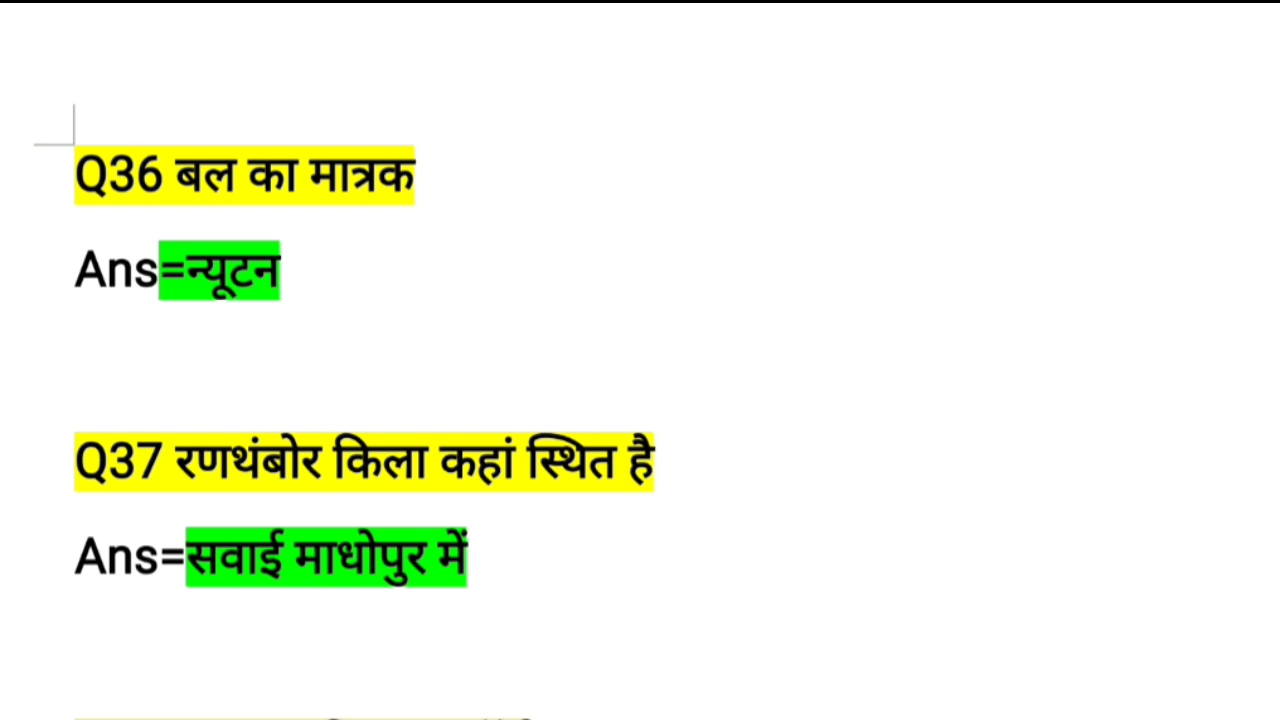 Q36 बल का मात्रक
Ans=न्यूटन
Q37 रणथंबोर किला कहां स्थित है
Ans=सवाई माधोपुर में